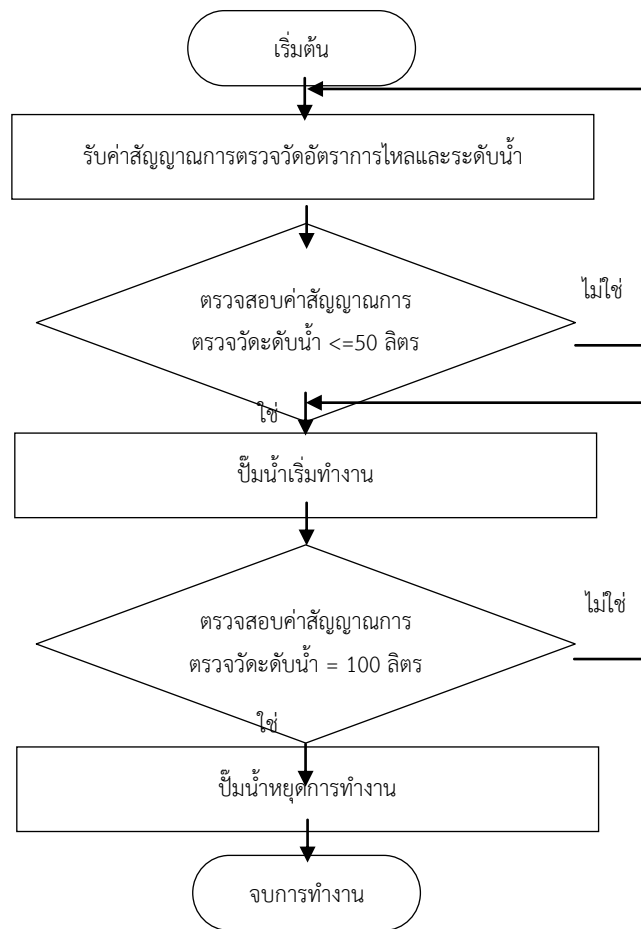 เริ่มต้น
รับค่าสัญญาณการตรวจวัดอัตราการไหลและระดับน้ำ
ตรวจสอบค่าสัญญาณการ
ตรวจวัดะดับน้ำ <=50 ลิตร
ไม่ใช่
ใช่
ปั๊มน้ำเริ่มทำงาน
ตรวจสอบค่าสัญญาณการ
ตรวจวัดะดับน้ำ = 100 ลิตร
ไม่ใช่
ใช่
ปั๊มน้ำหยุดการทำงาน
จบการทำงาน